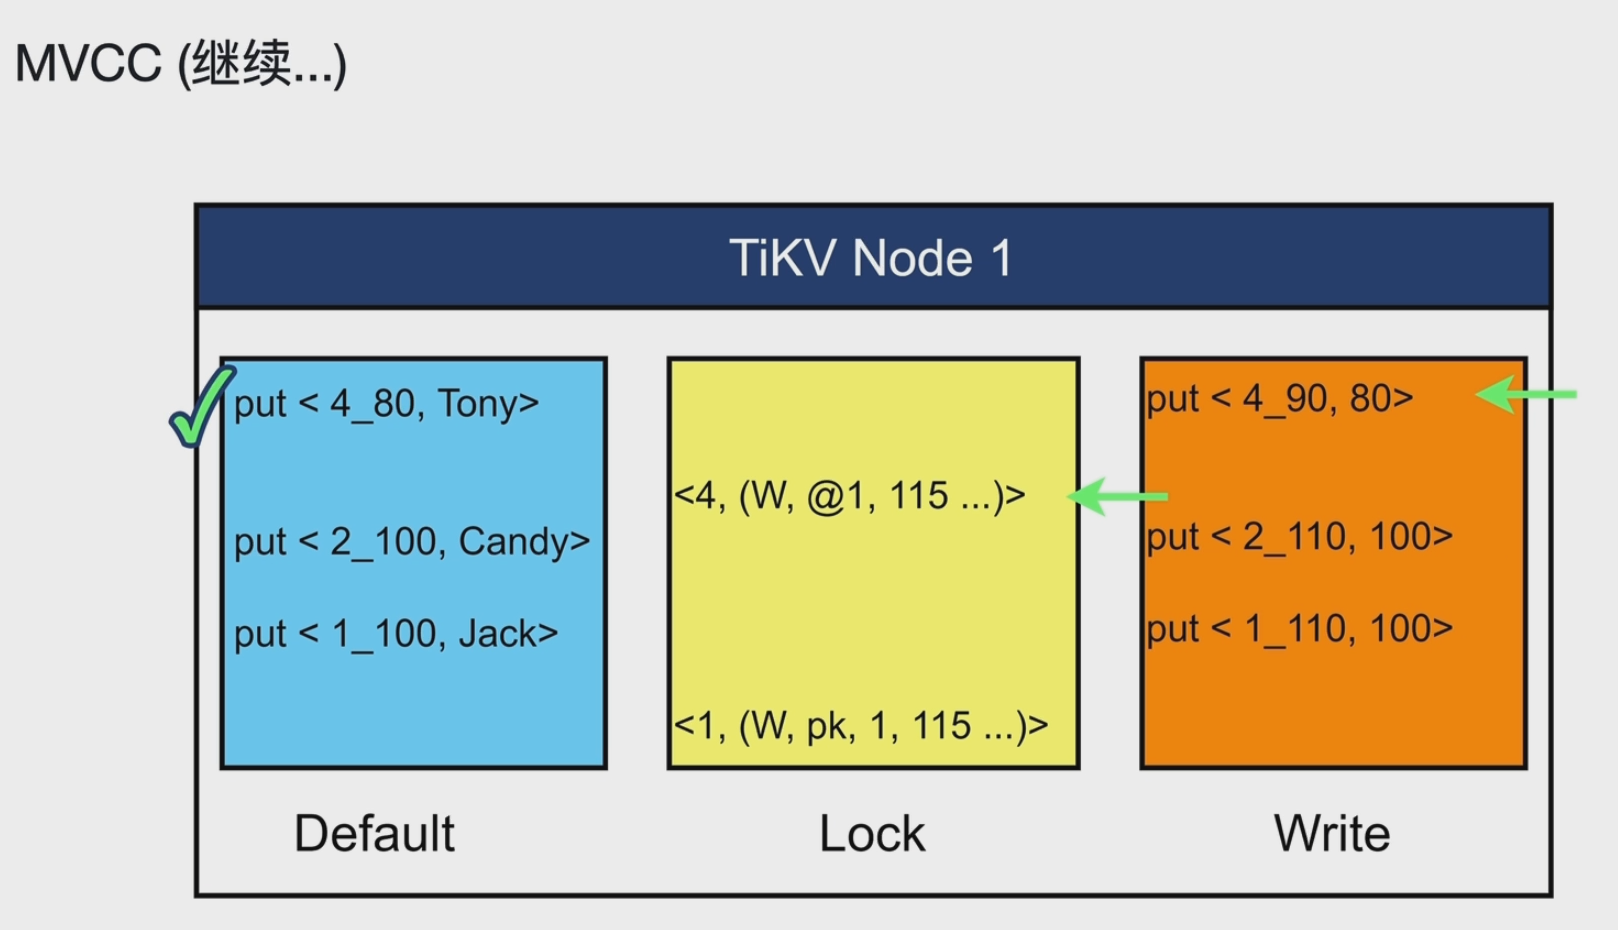 MVCC (继续...)
TiKV Node 1
put < 4_80, Tony>
put < 2_100, Candy>
put < 1_100, Jack>
Default
<4, (W, @1, 115 ...)>
<1, (W, pk, 1, 115 ...)>
Lock
put < 4_90, 80>
put < 2_110, 100>
put < 1_110, 100>
Write